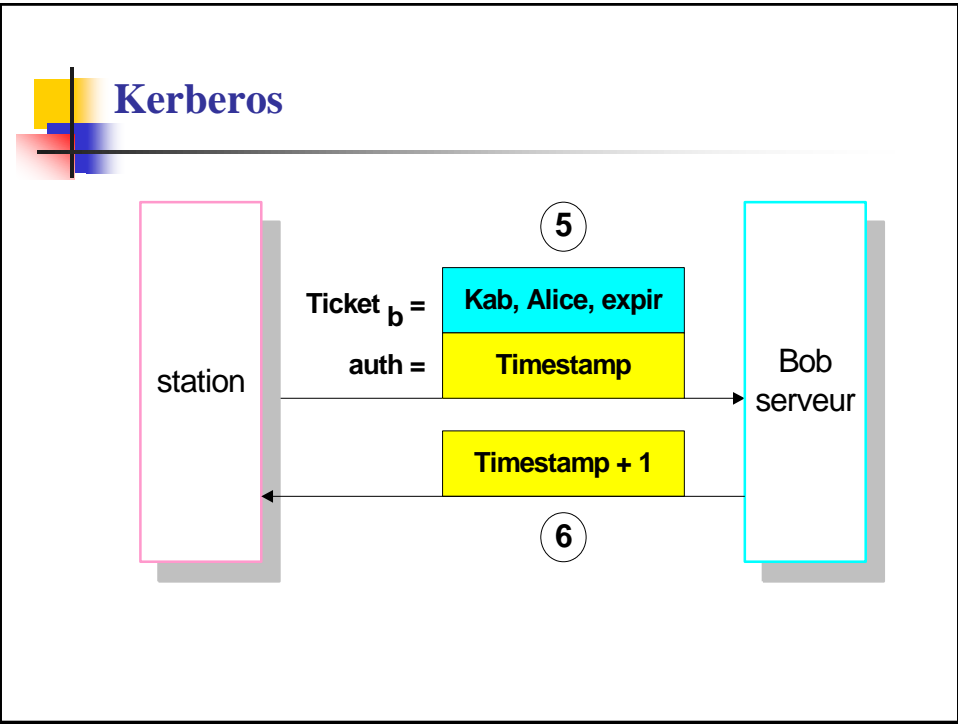 Kerberos
5
Ticket b = Kab, Alice, expir
auth = Timestamp
station
Bob
serveur
Timestamp + 1
6